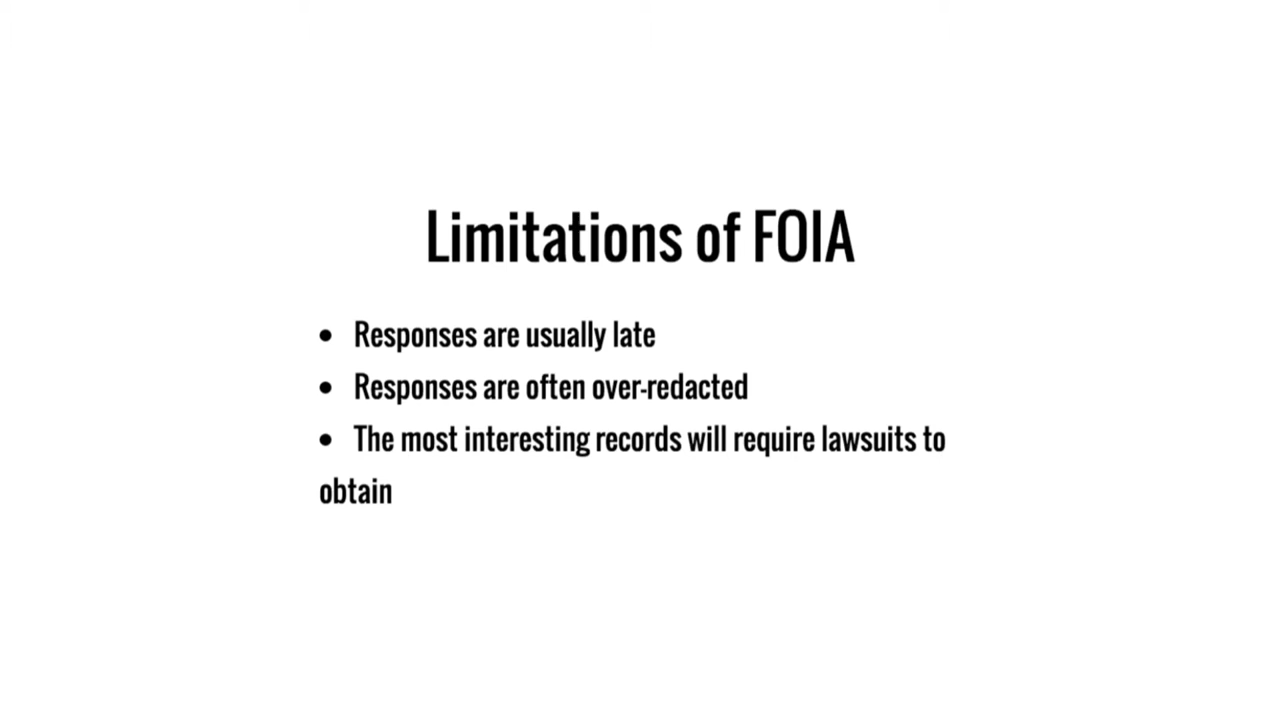 Limitations of FOIA
• Responses are usually late
• Responses are often over-redacted
• The most interesting records will require lawsuits to
obtain